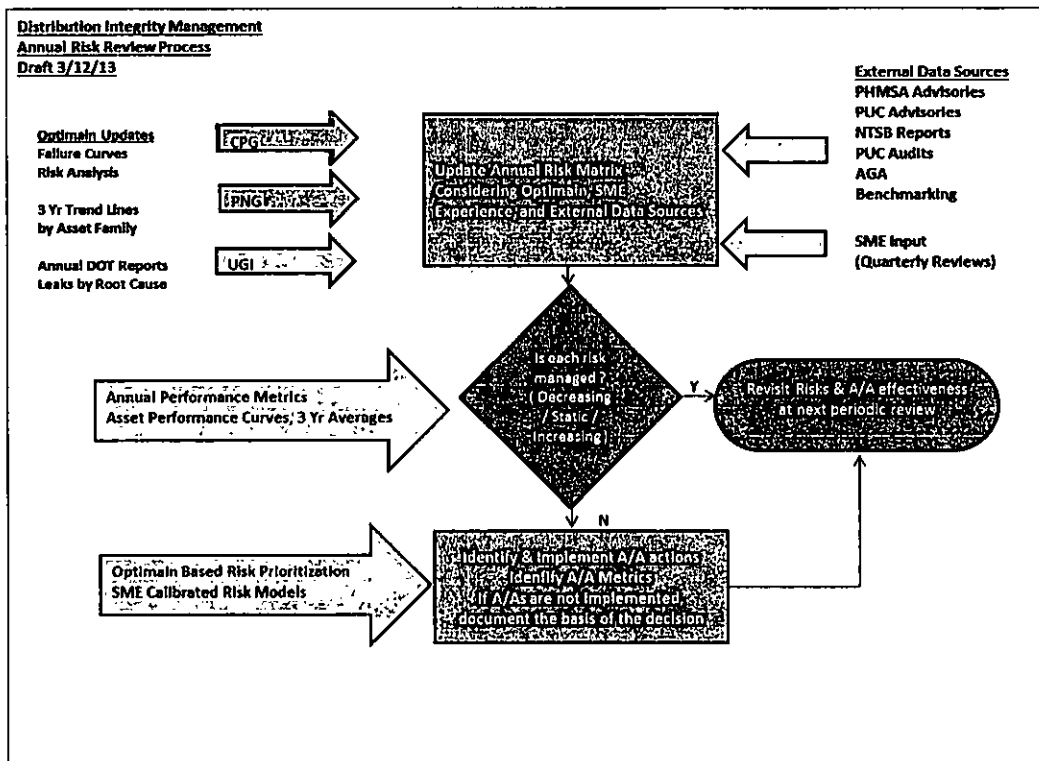 Distribution Integrity Management
Annual Risk Review Process
Draft 3/12/13
Optimain Updates
Failure Curves
Risk Analysis
3 Yr Trend Lines
by Asset Family
Annual DOT Reports
Leaks by Root Cause
CPG
PNG
UGI
Update Annual Risk Matrix
Considering Optimain, SME
Experience, and External Data Sources
External Data Sources
PHMSA Advisories
PUC Advisories
NTSB Reports
PUC Audits
AGA
Benchmarking
SME Input
(Quarterly Reviews)
Annual Performance Metrics
Asset Performance Curves, 3 Yr Averages
Is each risk
managed ?
( Decreasing
/ Static /
Increasing )
Y
Revisit Risks & A/A effectiveness
at next periodic review
N
Optimain Based Risk Prioritization
SME Calibrated Risk Models
Identify & Implement A/A actions
Identify A/A Metrics
If A/As are not implemented,
document the basis of the decision